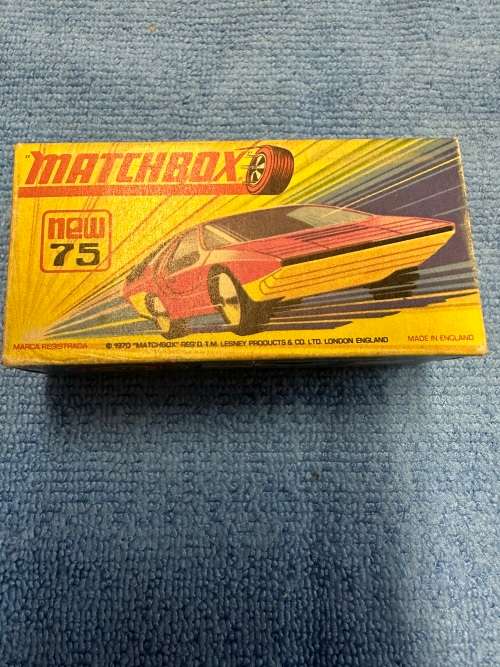 "MATCHBOX"
new
75
MARCA REGISTRADA
© 1970 "MATCHBOX" REG'D. T.M. LESNEY PRODUCTS & CO. LTD. LONDON ENGLAND
MADE IN ENGLAND